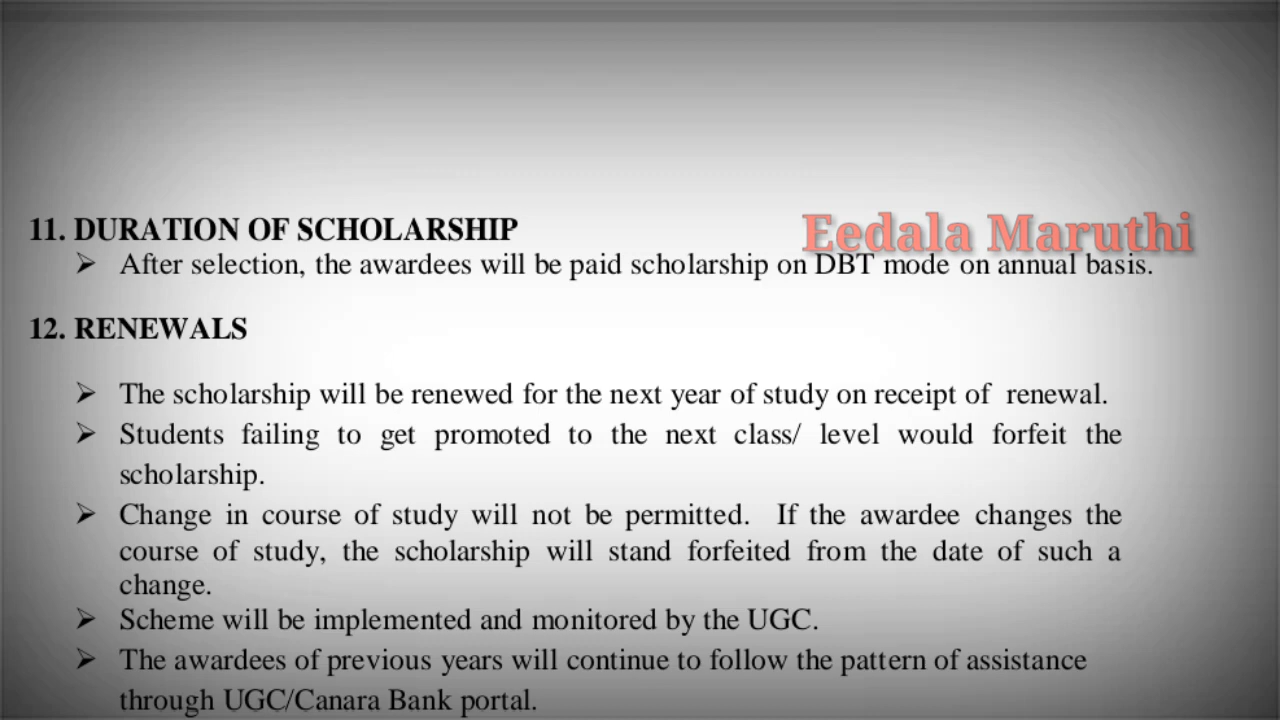 Eedala Maruthi
11. DURATION OF SCHOLARSHIP
➢ After selection, the awardees will be paid scholarship on DBT mode on annual basis.
12. RENEWALS
➢ The scholarship will be renewed for the next year of study on receipt of renewal.
➢ Students failing to get promoted to the next class/ level would forfeit the
scholarship.
➢ Change in course of study will not be permitted. If the awardee changes the
course of study, the scholarship will stand forfeited from the date of such a
change.
➢ Scheme will be implemented and monitored by the UGC.
➢ The awardees of previous years will continue to follow the pattern of assistance
through UGC/Canara Bank portal.